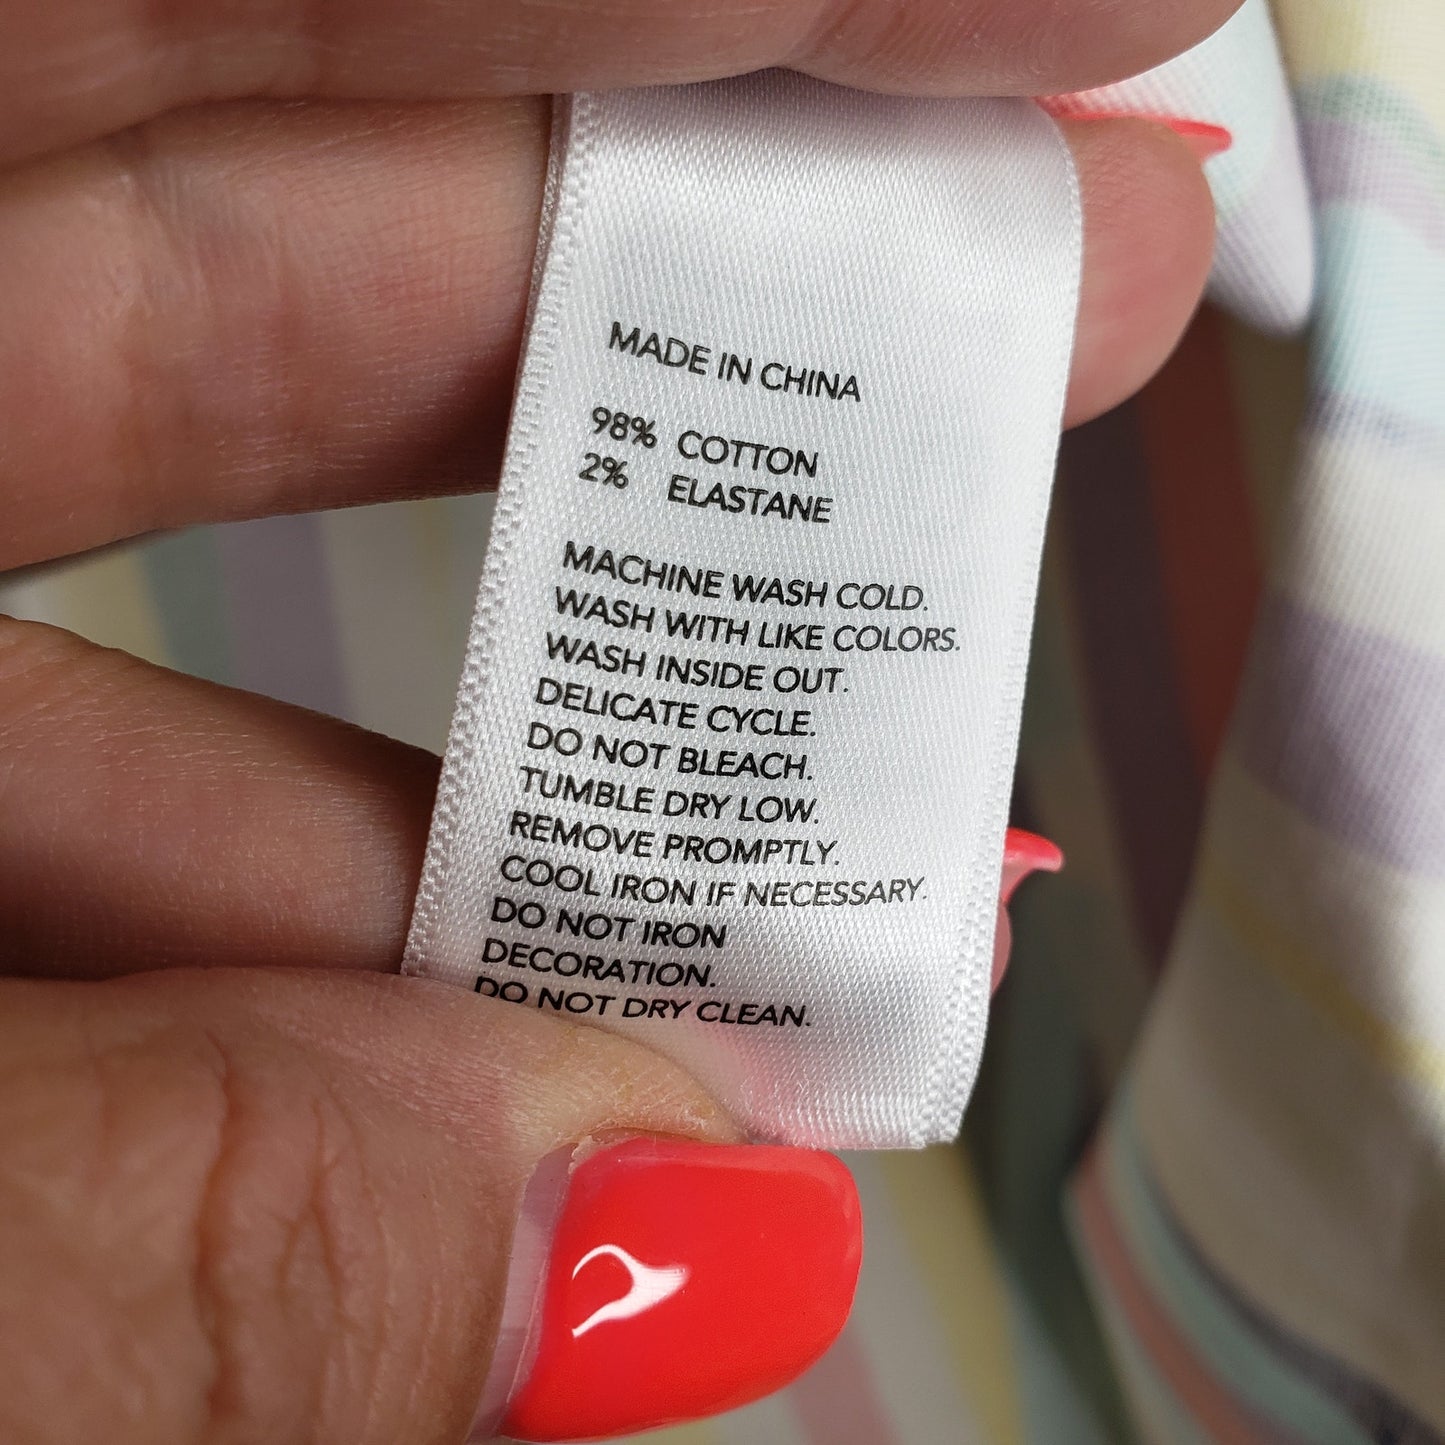 MADE IN CHINA
98% COTTON
2% ELASTANE
MACHINE WASH COLD.
WASH WITH LIKE COLORS.
WASH INSIDE OUT.
DELICATE CYCLE.
DO NOT BLEACH.
TUMBLE DRY LOW.
REMOVE PROMPTLY.
COOL IRON IF NECESSARY.
DO NOT IRON
DECORATION.
DO NOT DRY CLEAN.